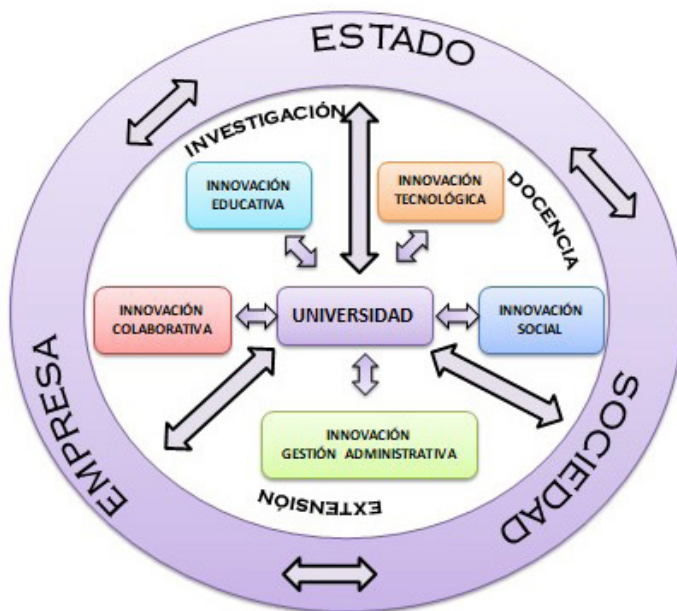 ESTADO
INVESTIGACIÓN
INNOVACIÓN
EDUCATIVA
INNOVACIÓN
TECNOLÓGICA
DOCENCIA
INNOVACIÓN
COLABORATIVA
UNIVERSIDAD
INNOVACIÓN
SOCIAL
EMPRESA
SOCIEDAD
INNOVACIÓN
GESTIÓN ADMINISTRATIVA
EXTENSIÓN